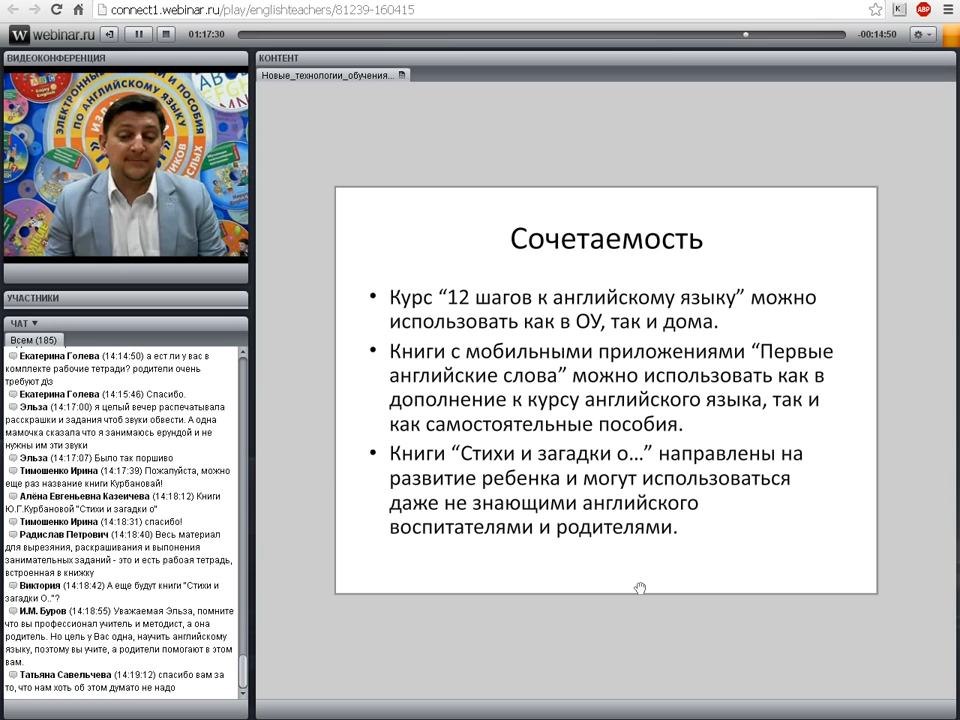 connect1.webinar.ru/play/englishteachers/81239-160415
K
ABP
W webinar.ru
01:17:30
-00:14:50
ВИДЕОКОНФЕРЕНЦИЯ
ЭЛЕКТРОННЫЕ
И ПОСОБИЯ
ПО АНГЛИЙСКОМУ ЯЗЫКУ
УЧАСТНИКИ
ЧАТ
Всем (185)
Екатерина Голева (14:14:50) а ест ли у вас в
комплекте рабочие тетради? родители очень
требуют д\з
Екатерина Голева (14:15:46) Спасибо.
Эльза (14:17:00) я целый вечер распечатывала
расскрашки и задания чтоб звуки обвести. А одна
мамочка сказала что я занимаюсь ерундой и не
нужны им эти звуки
Эльза (14:17:07) Было так поршиво
Тимошенко Ирина (14:17:39) Пожалуйста, можно
еще раз название книги Курбановай!
Алёна Евгеньевна Казеичева (14:18:12) Книги
Ю.Г.Курбановой "Стихи и загадки о"
Тимошенко Ирина (14:18:31) спасибо!
Радислав Петрович (14:18:40) Весь материал
для вырезяния, раскрашивания и выпонения
занимательных заданий - это и есть рабоая тетрадь,
встроенная в книжку
Виктория (14:18:42) А еще будут книги "Стихи и
загадки О.."?
И.М. Буров (14:18:55) Уважаемая Эльза, помните
что вы профессионал учитель и методист, а она
родитель. Но цель у Вас одна, научить английскому
языку, поэтому вы учите, а родители помогают в этом
вам.
Татьяна Савельчева (14:19:12) спасибо вам за
то, что нам хоть об этом думато не надо
КОНТЕНТ
Новые_технологии_обучения...
Сочетаемость
• Курс “12 шагов к английскому языку” можно
использовать как в ОУ, так и дома.
• Книги с мобильными приложениями “Первые
английские слова” можно использовать как в
дополнение к курсу английского языка, так и
как самостоятельные пособия.
• Книги “Стихи и загадки о…” направлены на
развитие ребенка и могут использоваться
даже не знающими английского
воспитателями и родителями.